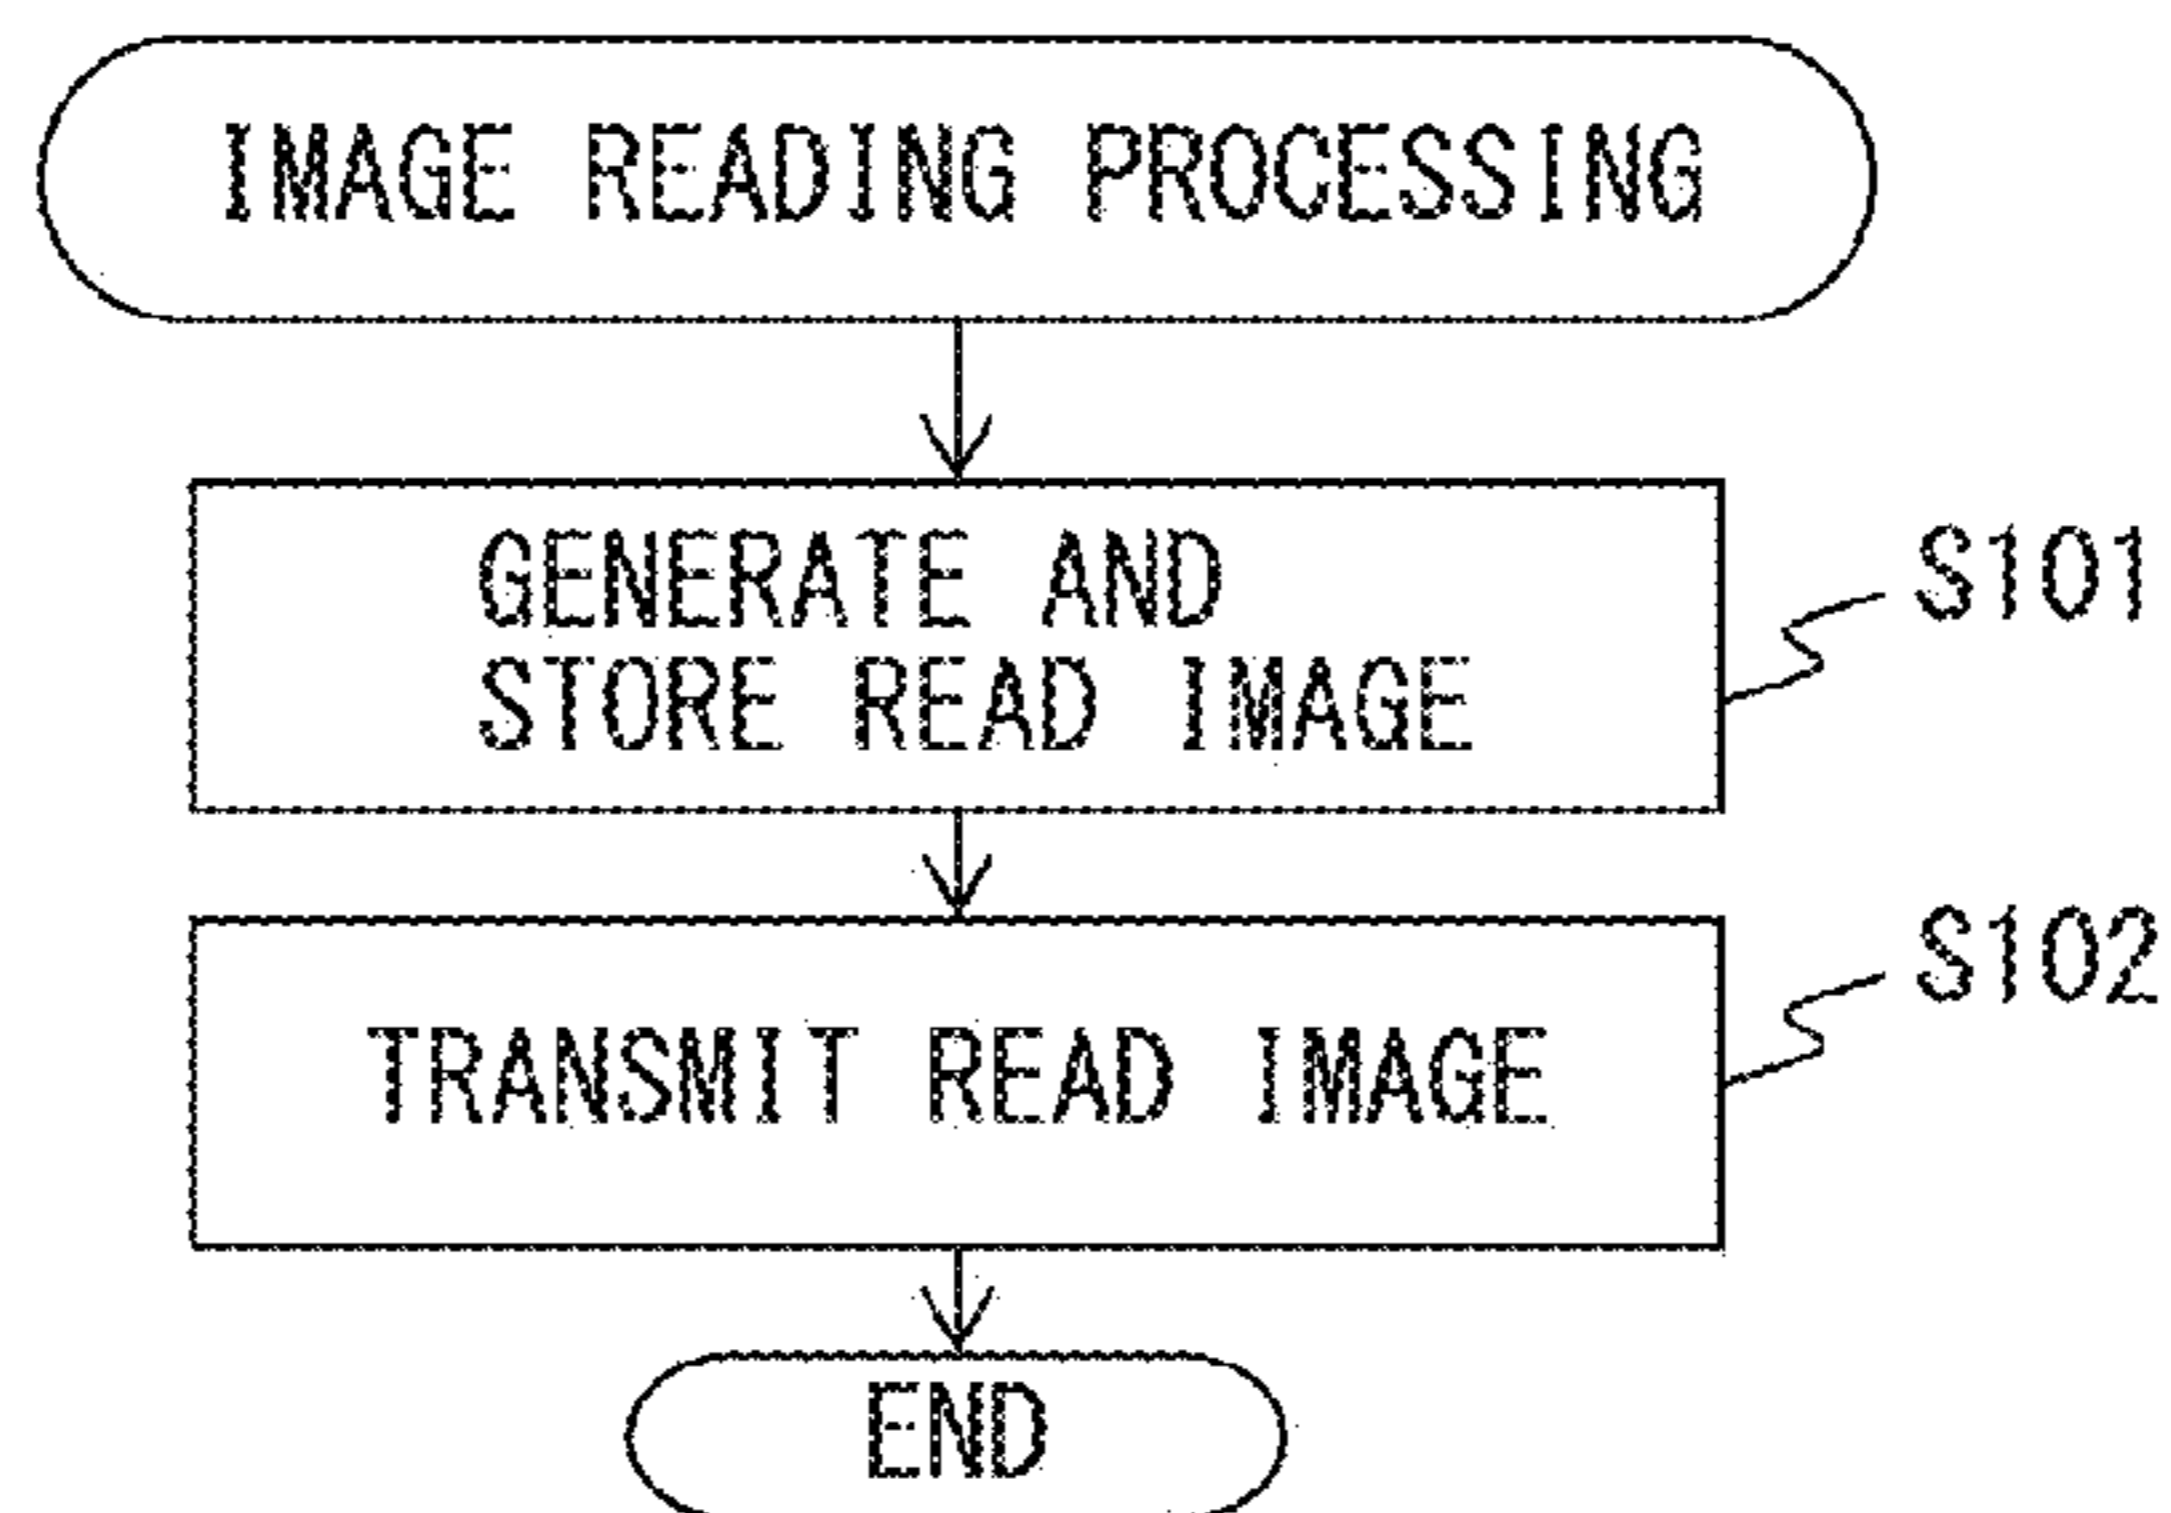 IMAGE READING PROCESSING
GENERATE AND
STORE READ IMAGE
S101
TRANSMIT READ IMAGE
S102
END